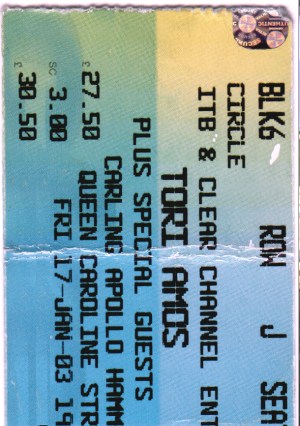 BLK6 ROW J SEAT
CIRCLE
ITB & CLEAR CHANNEL ENT
TORI AMOS
PLUS SPECIAL GUESTS
CARLING APOLLO HAMM
£ 27.50 QUEEN CAROLINE STR
SC 3.00 FRI 17-JAN-03 19
£ 30.50